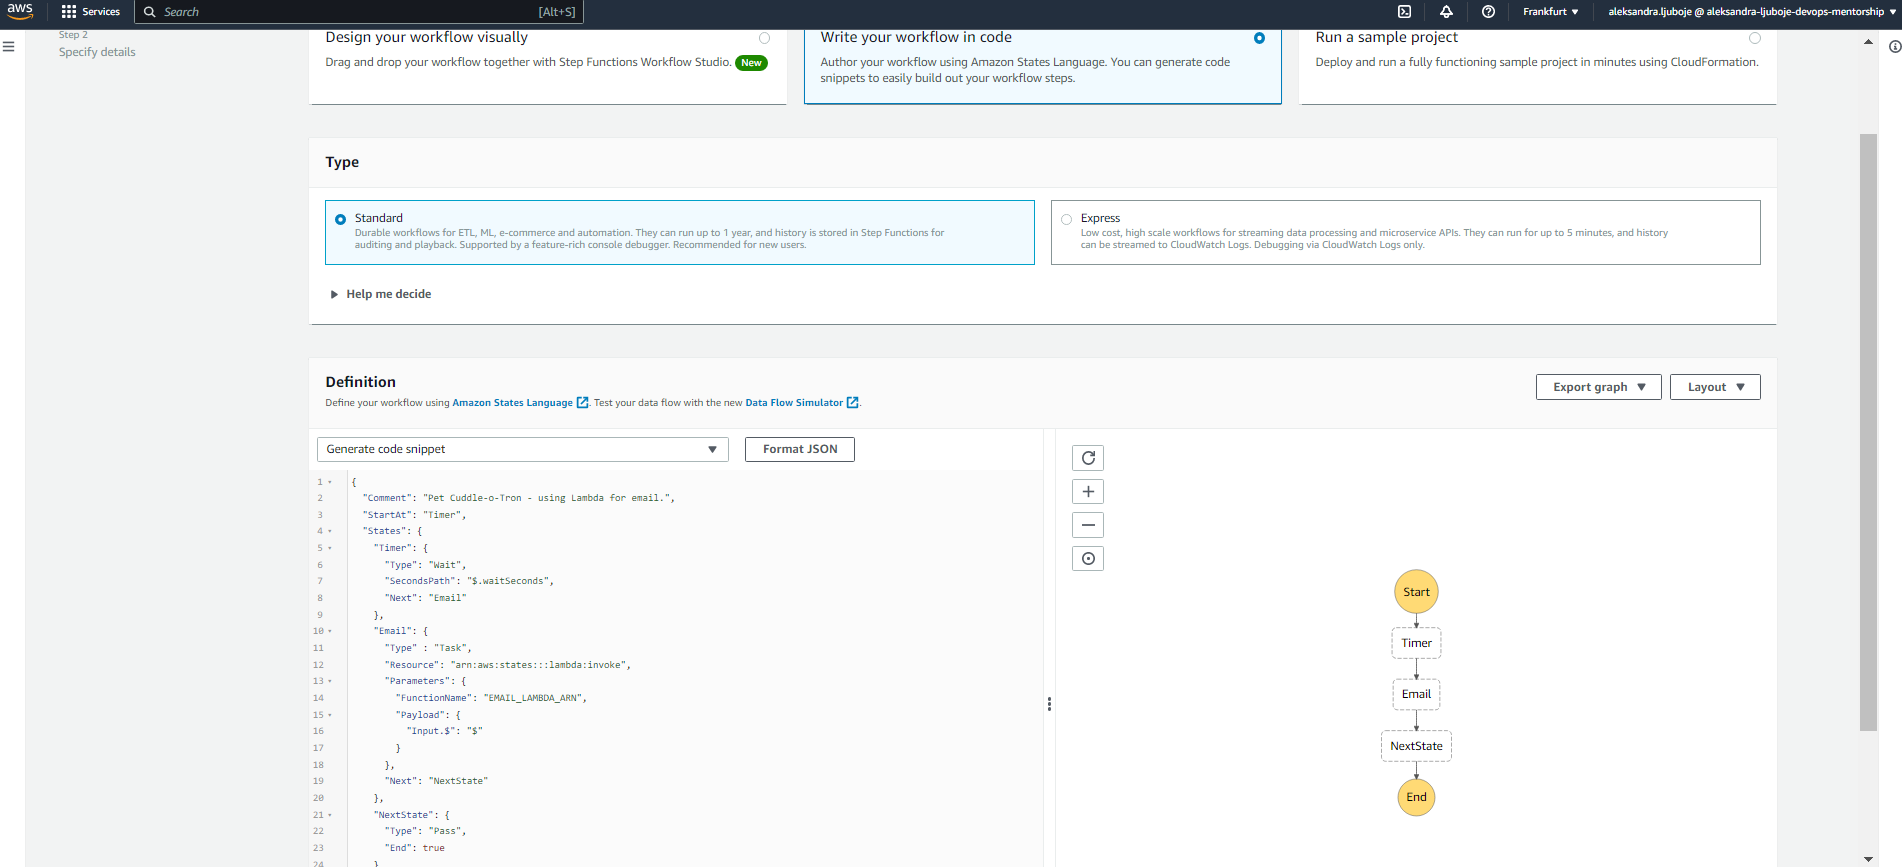 aws
Services
Search
[Alt+S]
Frankfurt
aleksandra.ljuboje @ aleksandra-ljuboje-devops-mentorship
Step 2
Specify details
Design your workflow visually
Drag and drop your workflow together with Step Functions Workflow Studio. New
Write your workflow in code
Author your workflow using Amazon States Language. You can generate code
snippets to easily build out your workflow steps.
Run a sample project
Deploy and run a fully functioning sample project in minutes using CloudFormation.
Type
Standard
Durable workflows for ETL, ML, e-commerce and automation. They can run up to 1 year, and history is stored in Step Functions for
auditing and playback. Supported by a feature-rich console debugger. Recommended for new users.
Express
Low cost, high scale workflows for streaming data processing and microservice APIs. They can run for up to 5 minutes, and history
can be streamed to CloudWatch Logs. Debugging via CloudWatch Logs only.
Help me decide
Definition
Define your workflow using Amazon States Language. Test your data flow with the new Data Flow Simulator.
Export graph
Layout
Generate code snippet
Format JSON
1 {
2 "Comment": "Pet Cuddle-o-Tron - using Lambda for email.",
3 "StartAt": "Timer",
4 "States": {
5 "Timer": {
6 "Type": "Wait",
7 "SecondsPath": "$.waitSeconds",
8 "Next": "Email"
9 },
10 "Email": {
11 "Type" : "Task",
12 "Resource": "arn:aws:states:::lambda:invoke",
13 "Parameters": {
14 "FunctionName": "EMAIL_LAMBDA_ARN",
15 "Payload": {
16 "Input.$": "$"
17 }
18 },
19 "Next": "NextState"
20 },
21 "NextState": {
22 "Type": "Pass",
23 "End": true
24 }
Start
Timer
Email
NextState
End